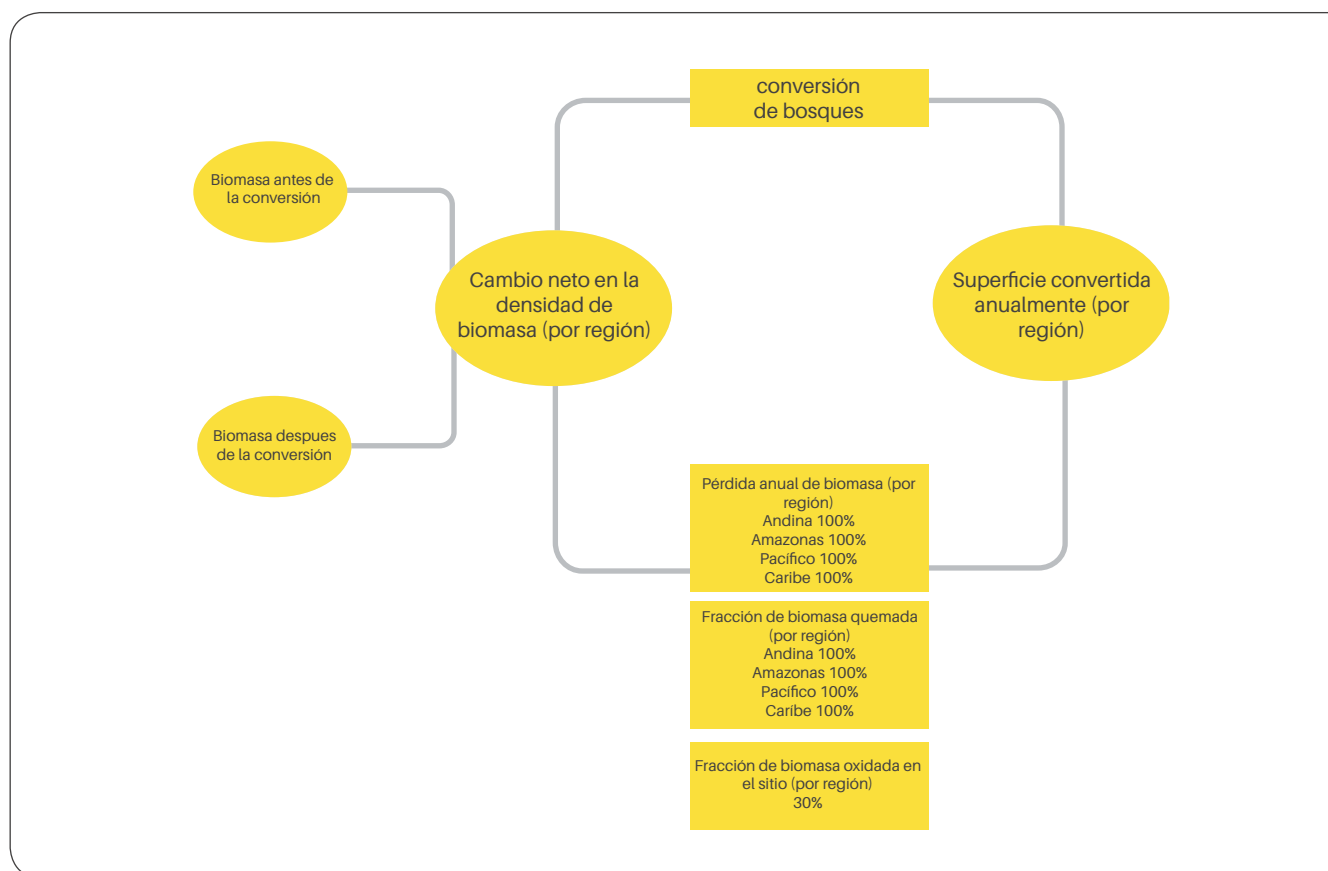 conversión
de bosques
Biomasa antes de
la conversión
Cambio neto en la
densidad de
biomasa (por región)
Superficie convertida
anualmente (por
región)
Biomasa despues
de la conversión
Pérdida anual de biomasa (por
región)
Andina 100%
Amazonas 100%
Pacífico 100%
Caribe 100%
Fracción de biomasa quemada
(por región)
Andina 100%
Amazonas 100%
Pacífico 100%
Caríbe 100%
Fracción de biomasa oxidada en
el sitio (por región)
30%